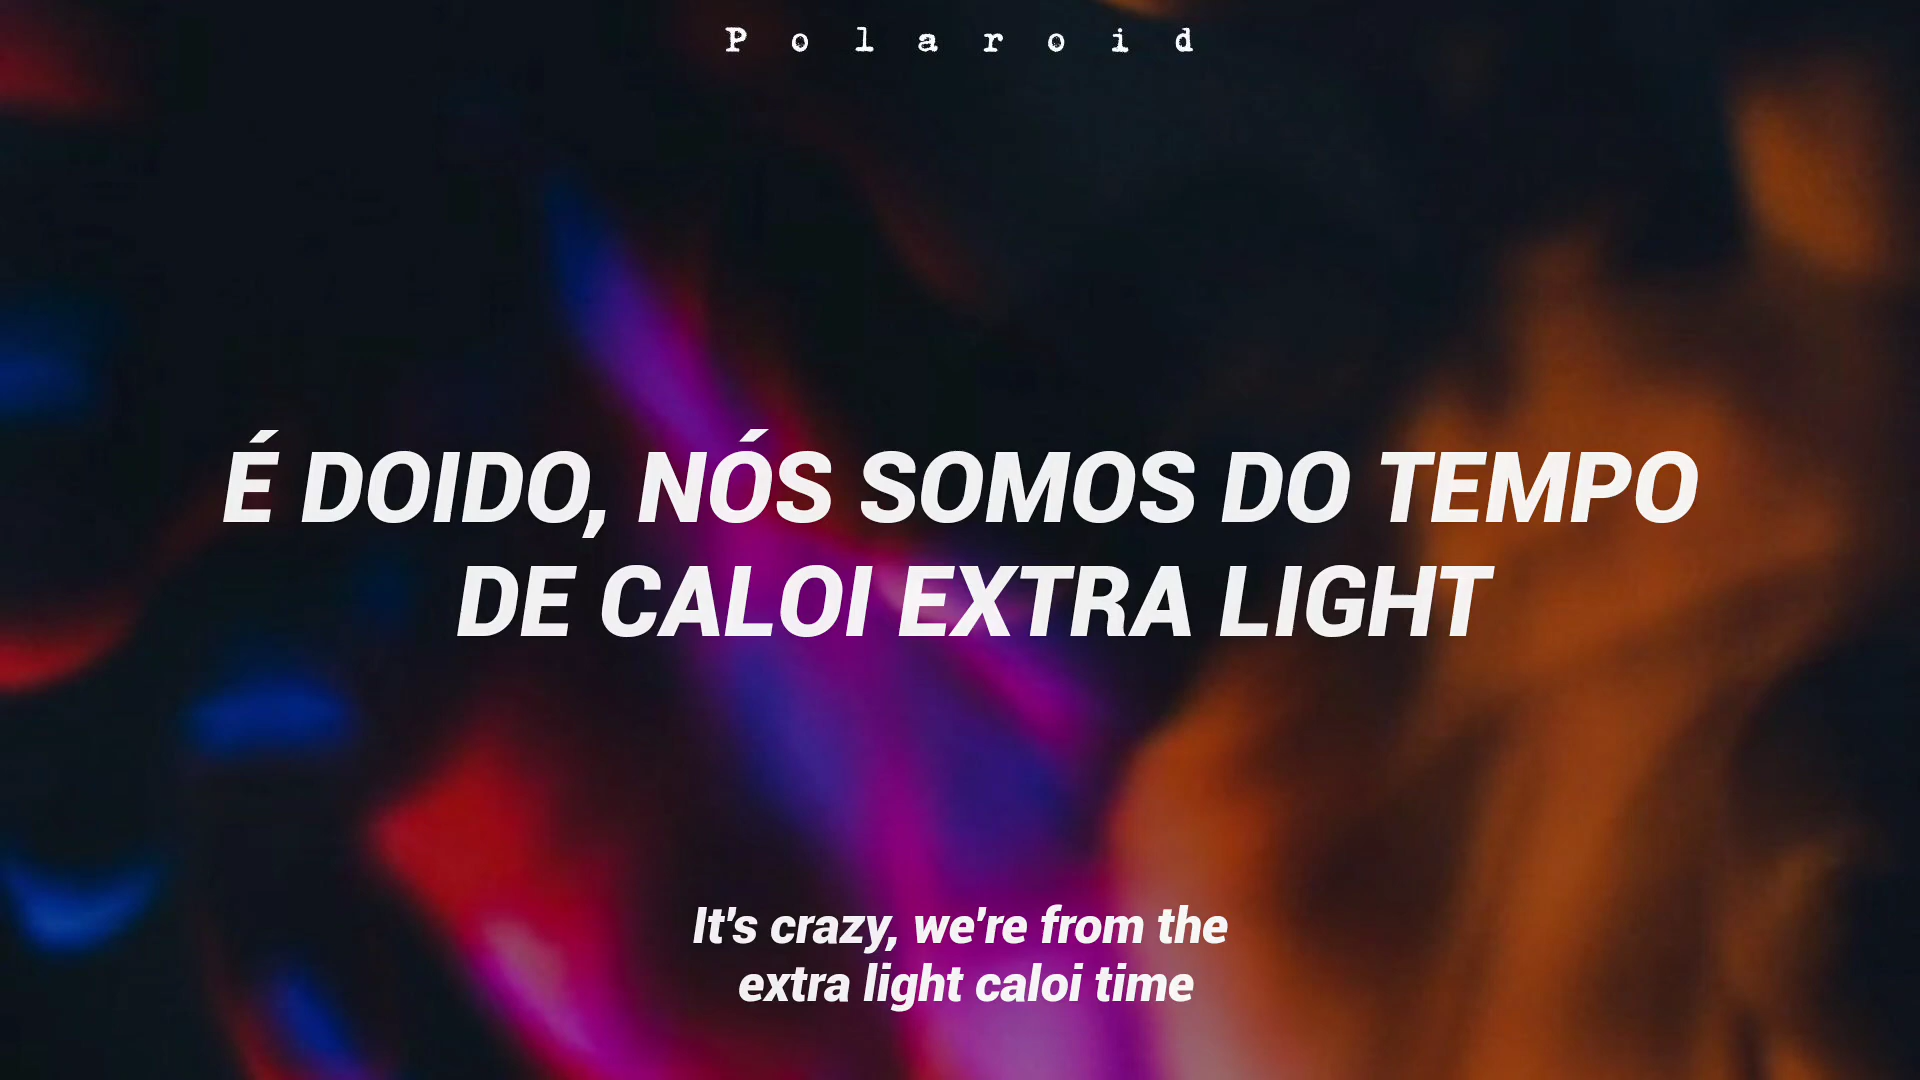 Polaroid
É DOIDO, NÓS SOMOS DO TEMPO
DE CALOI EXTRA LIGHT
It's crazy, we're from the
extra light caloi time